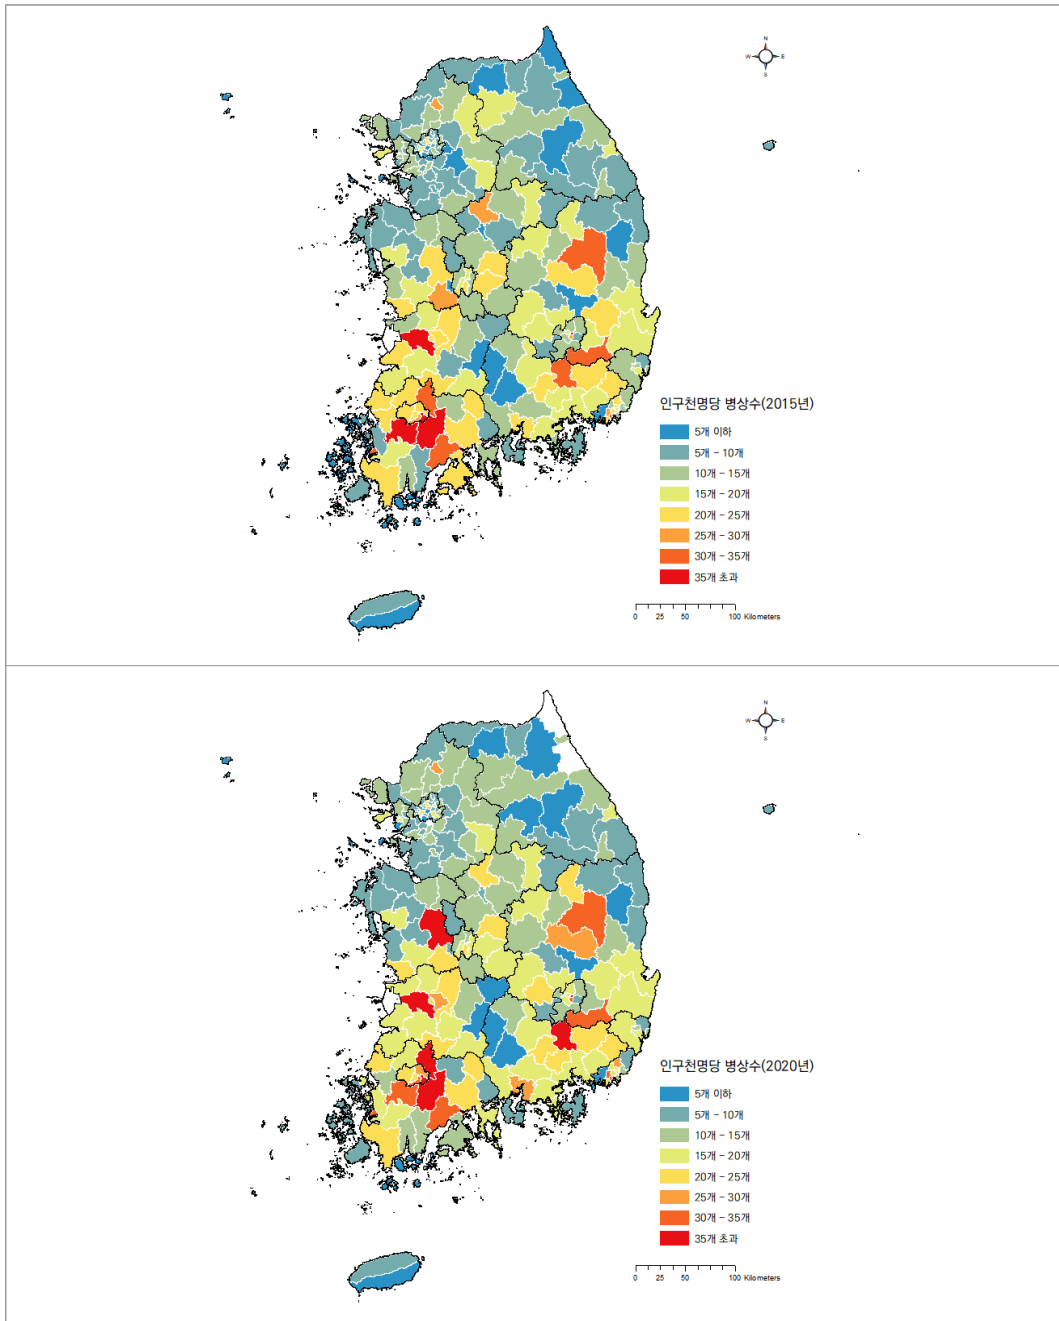 N
W E
S
인구천명당 병상수(2015년)
5개 이하
5개 - 10개
10개 - 15개
15개 - 20개
20개 - 25개
25개 - 30개
30개 - 35개
35개 초과
0 25 50 100 Kilometers
N
W E
S
인구천명당 병상수(2020년)
5개 이하
5개 - 10개
10개 - 15개
15개 - 20개
20개 - 25개
25개 - 30개
30개 - 35개
35개 초과
0 25 50 100 Kilometers